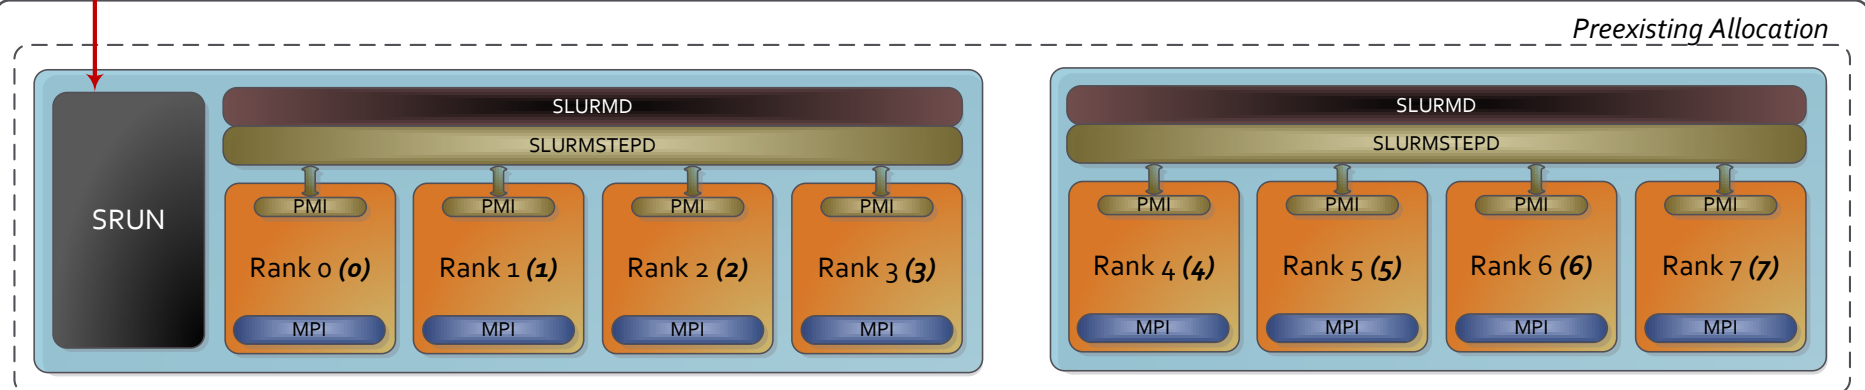 Preexisting Allocation
SRUN
SLURMD
SLURMSTEPD
PMI PMI PMI PMI
Rank 0 (0) Rank 1 (1) Rank 2 (2) Rank 3 (3)
MPI MPI MPI MPI
SLURMD
SLURMSTEPD
PMI PMI PMI PMI
Rank 4 (4) Rank 5 (5) Rank 6 (6) Rank 7 (7)
MPI MPI MPI MPI